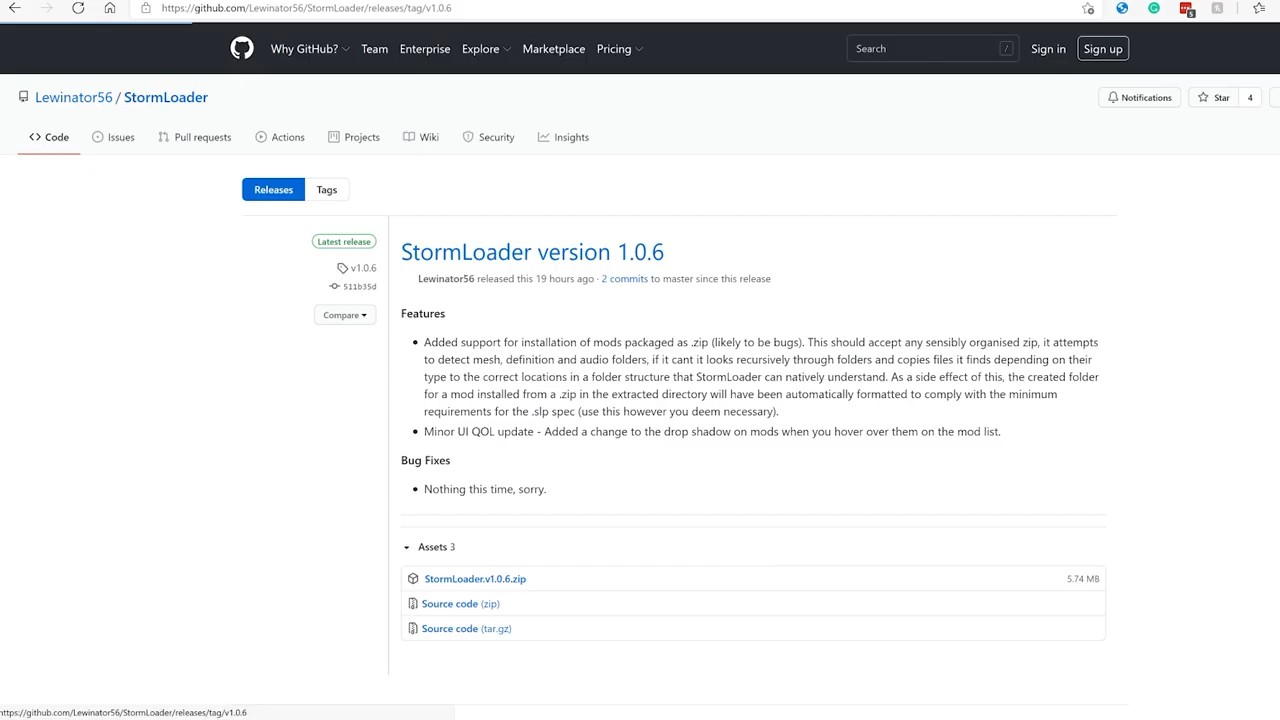 https://github.com/Lewinator56/StormLoader/releases/tag/v1.0.6
5
Why GitHub? Team Enterprise Explore Marketplace Pricing Search / Sign in Sign up
Lewinator56 / StormLoader Notifications Star 4
Code Issues Pull requests Actions Projects Wiki Security Insights
Releases Tags
Latest release
v1.0.6
511b35d
Compare
StormLoader version 1.0.6
Lewinator56 released this 19 hours ago · 2 commits to master since this release
Features
• Added support for installation of mods packaged as .zip (likely to be bugs). This should accept any sensibly organised zip, it attempts
to detect mesh, definition and audio folders, if it cant it looks recursively through folders and copies files it finds depending on their
type to the correct locations in a folder structure that StormLoader can natively understand. As a side effect of this, the created folder
for a mod installed from a .zip in the extracted directory will have been automatically formatted to comply with the minimum
requirements for the .slp spec (use this however you deem necessary).
• Minor UI QOL update - Added a change to the drop shadow on mods when you hover over them on the mod list.
Bug Fixes
• Nothing this time, sorry.
Assets 3
StormLoader.v1.0.6.zip 5.74 MB
Source code (zip)
Source code (tar.gz)
https://github.com/Lewinator56/StormLoader/releases/tag/v1.0.6